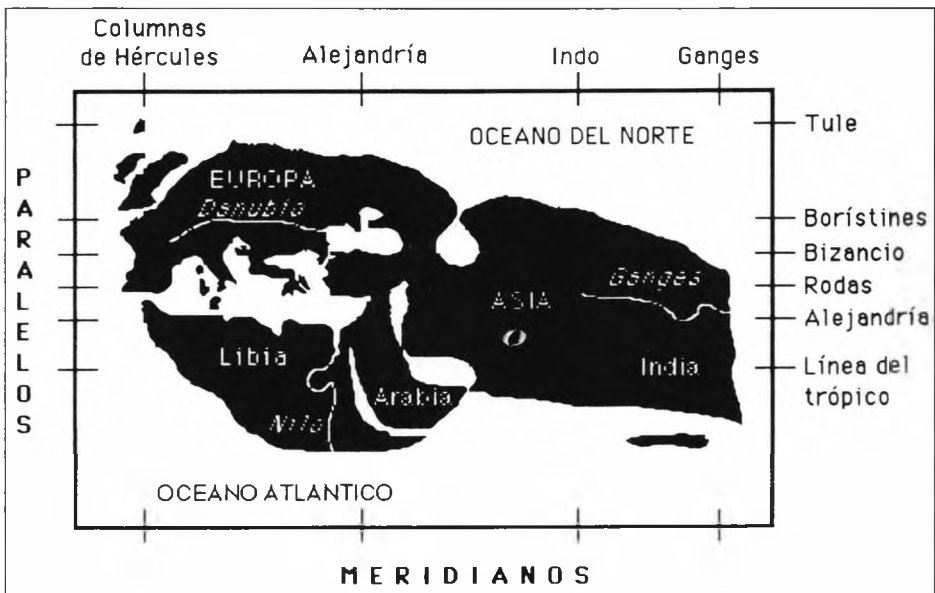 Columnas
de Hércules
Alejandría
Indo
Ganges
OCEANO DEL NORTE
Tule
EUROPA
Danubio
Borístines
Bizancio
Ganges
Rodas
ASIA
Alejandría
Libia
India
Línea del
trópico
Arabia
Nilo
OCEANO ATLANTICO
PARALELOS
MERIDIANOS